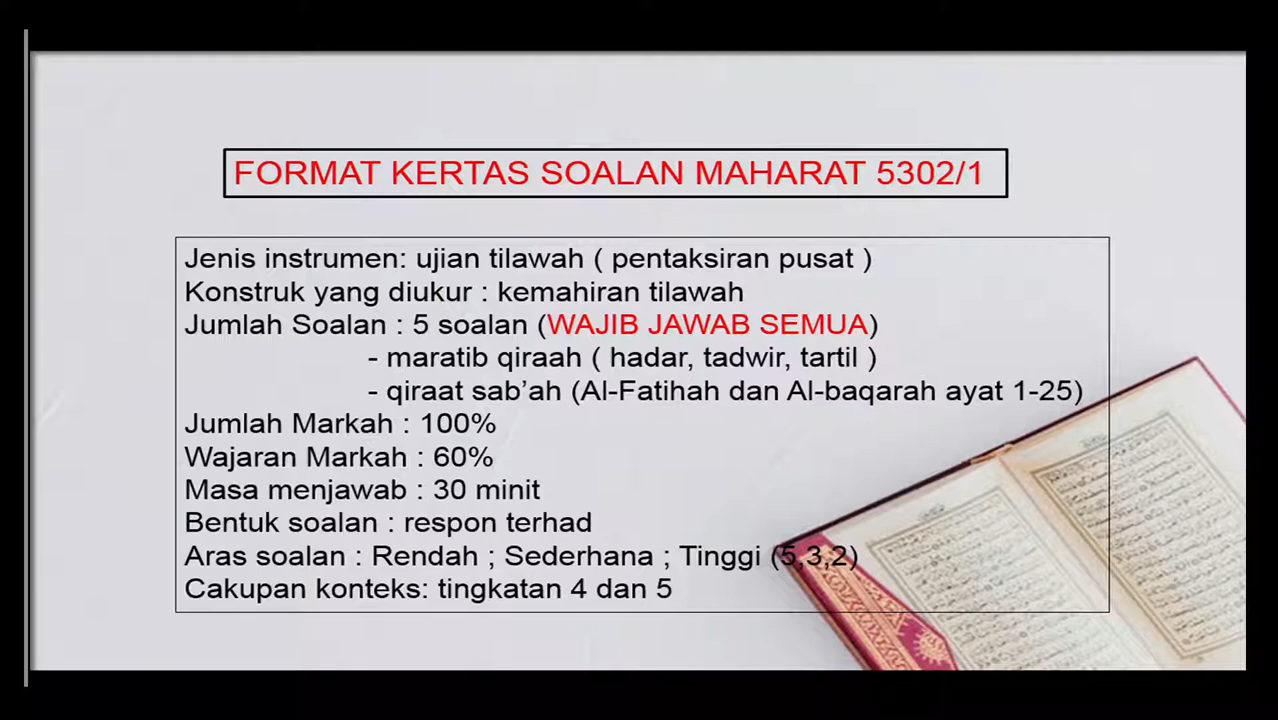 FORMAT KERTAS SOALAN MAHARAT 5302/1
Jenis instrumen: ujian tilawah ( pentaksiran pusat )
Konstruk yang diukur : kemahiran tilawah
Jumlah Soalan : 5 soalan (WAJIB JAWAB SEMUA)
- maratib qiraah ( hadar, tadwir, tartil )
- qiraat sab’ah (Al-Fatihah dan Al-baqarah ayat 1-25)
Jumlah Markah : 100%
Wajaran Markah : 60%
Masa menjawab : 30 minit
Bentuk soalan : respon terhad
Aras soalan : Rendah ; Sederhana ; Tinggi (5,3,2)
Cakupan konteks: tingkatan 4 dan 5